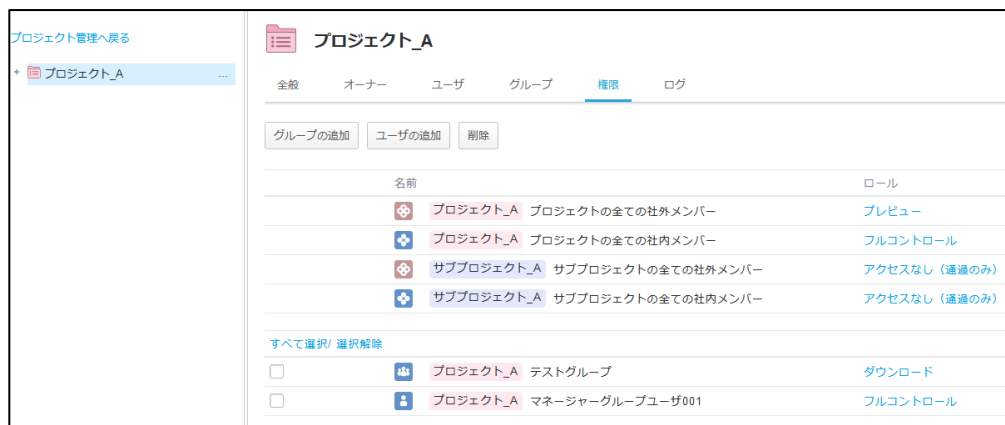 プロジェクト管理へ戻る
プロジェクト_A ...
プロジェクト_A
全般 オーナー ユーザ グループ 権限 ログ
グループの追加 ユーザの追加 削除
名前 ロール
プロジェクト_A プロジェクトの全ての社外メンバー プレビュー
プロジェクト_A プロジェクトの全ての社内メンバー フルコントロール
サブプロジェクト_A サブプロジェクトの全ての社外メンバー アクセスなし（通過のみ）
サブプロジェクト_A サブプロジェクトの全ての社内メンバー アクセスなし（通過のみ）
すべて選択/ 選択解除
プロジェクト_A テストグループ ダウンロード
プロジェクト_A マネージャーグループユーザ001 フルコントロール